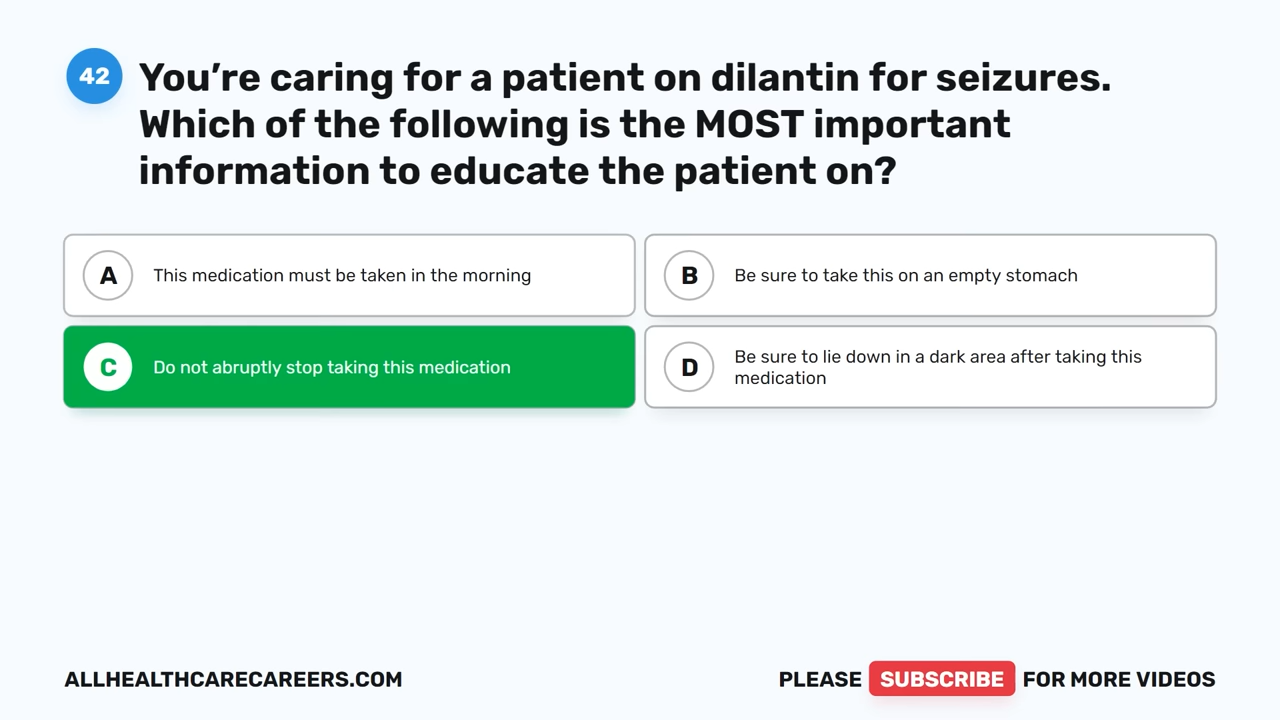 42
You’re caring for a patient on dilantin for seizures.
Which of the following is the MOST important
information to educate the patient on?
A This medication must be taken in the morning
B Be sure to take this on an empty stomach
C Do not abruptly stop taking this medication
D Be sure to lie down in a dark area after taking this
medication
ALLHEALTHCARECAREERS.COM
PLEASE SUBSCRIBE FOR MORE VIDEOS